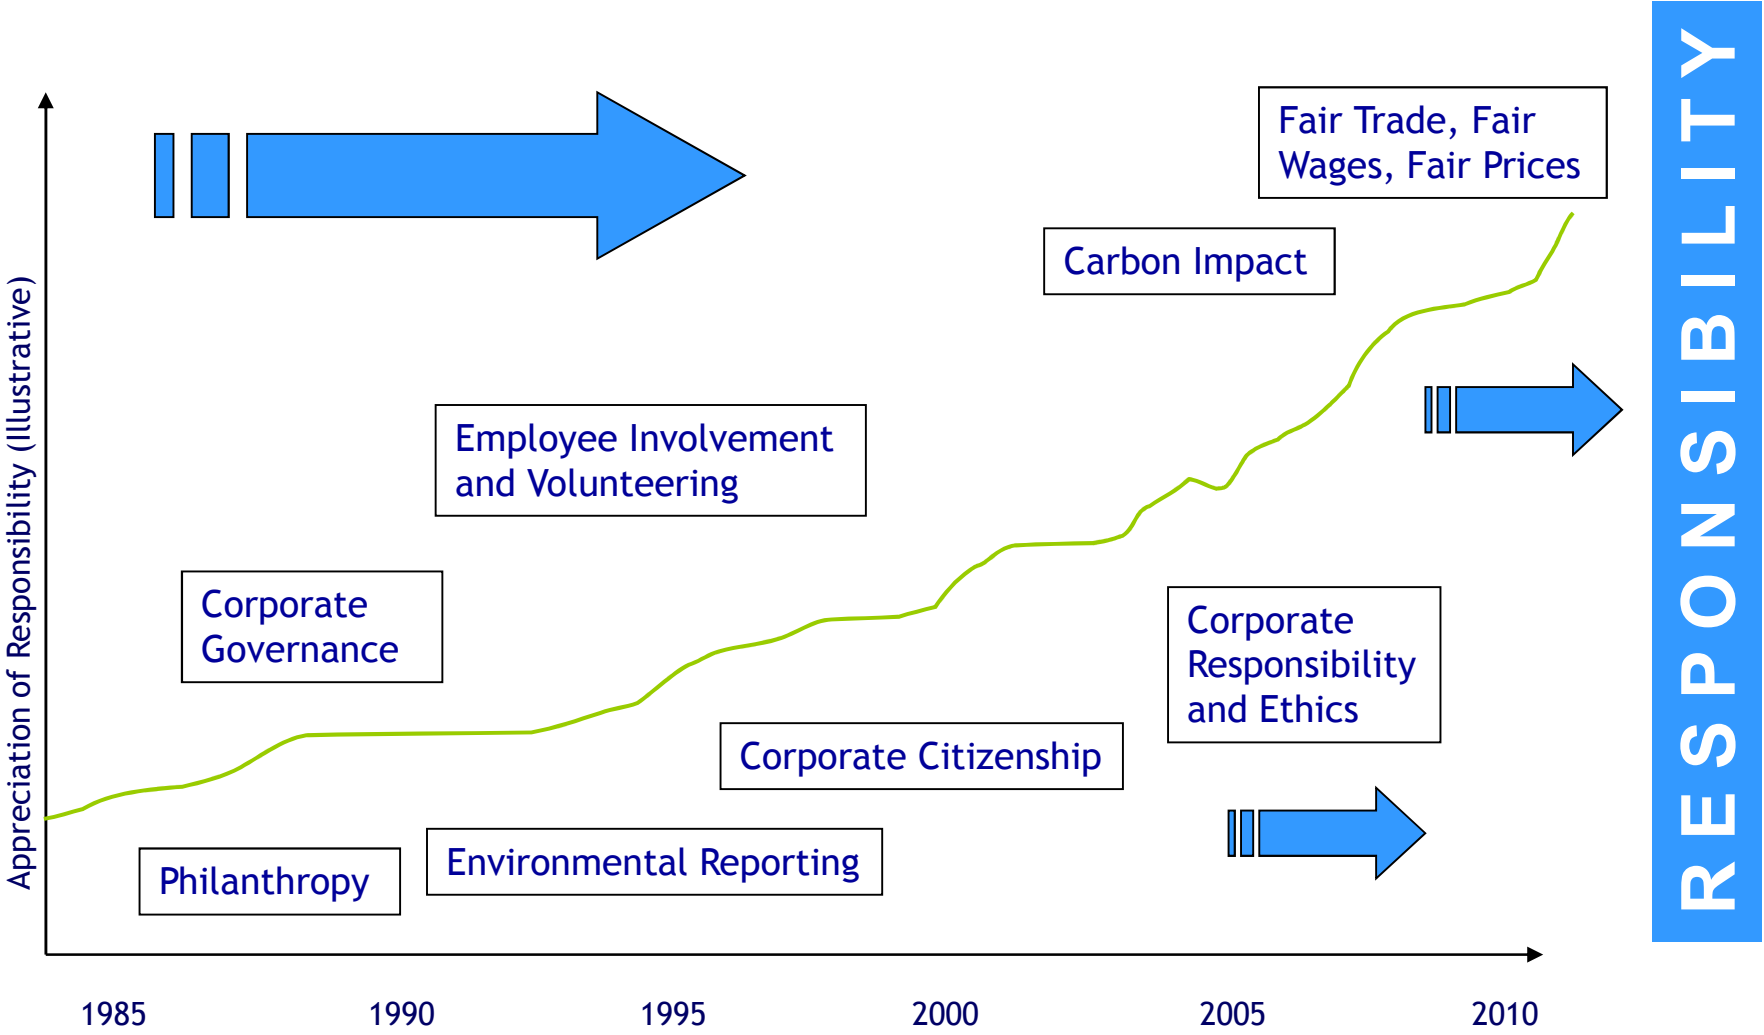 Appreciation of Responsibility (Illustrative)
Fair Trade, Fair
Wages, Fair Prices
Carbon Impact
Employee Involvement
and Volunteering
Corporate
Governance
Corporate
Responsibility
and Ethics
Corporate Citizenship
Environmental Reporting
Philanthropy
1985 1990 1995 2000 2005 2010
RESPONSIBILITY